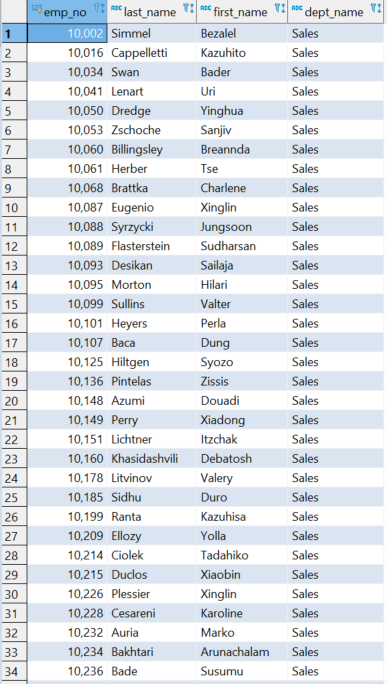 emp_no last_name first_name dept_name
1 10,002 Simmel Bezalel Sales
2 10,016 Cappelletti Kazuhito Sales
3 10,034 Swan Bader Sales
4 10,041 Lenart Uri Sales
5 10,050 Dredge Yinghua Sales
6 10,053 Zschoche Sanjiv Sales
7 10,060 Billingsley Breannda Sales
8 10,061 Herber Tse Sales
9 10,068 Brattka Charlene Sales
10 10,087 Eugenio Xinglin Sales
11 10,088 Syrzycki Jungsoon Sales
12 10,089 Flasterstein Sudharsan Sales
13 10,093 Desikan Sailaja Sales
14 10,095 Morton Hilari Sales
15 10,099 Sullins Valter Sales
16 10,101 Heyers Perla Sales
17 10,107 Baca Dung Sales
18 10,125 Hiltgen Syozo Sales
19 10,136 Pintelas Zissis Sales
20 10,148 Azumi Douadi Sales
21 10,149 Perry Xiadong Sales
22 10,151 Lichtner Itzchak Sales
23 10,160 Khasidashvili Debatosh Sales
24 10,178 Litvinov Valery Sales
25 10,185 Sidhu Duro Sales
26 10,199 Ranta Kazuhisa Sales
27 10,209 Ellozy Yolla Sales
28 10,214 Ciolek Tadahiko Sales
29 10,215 Duclos Xiaobin Sales
30 10,226 Plessier Xinglin Sales
31 10,228 Cesareni Karoline Sales
32 10,232 Auria Marko Sales
33 10,234 Bakhtari Arunachalam Sales
34 10,236 Bade Susumu Sales